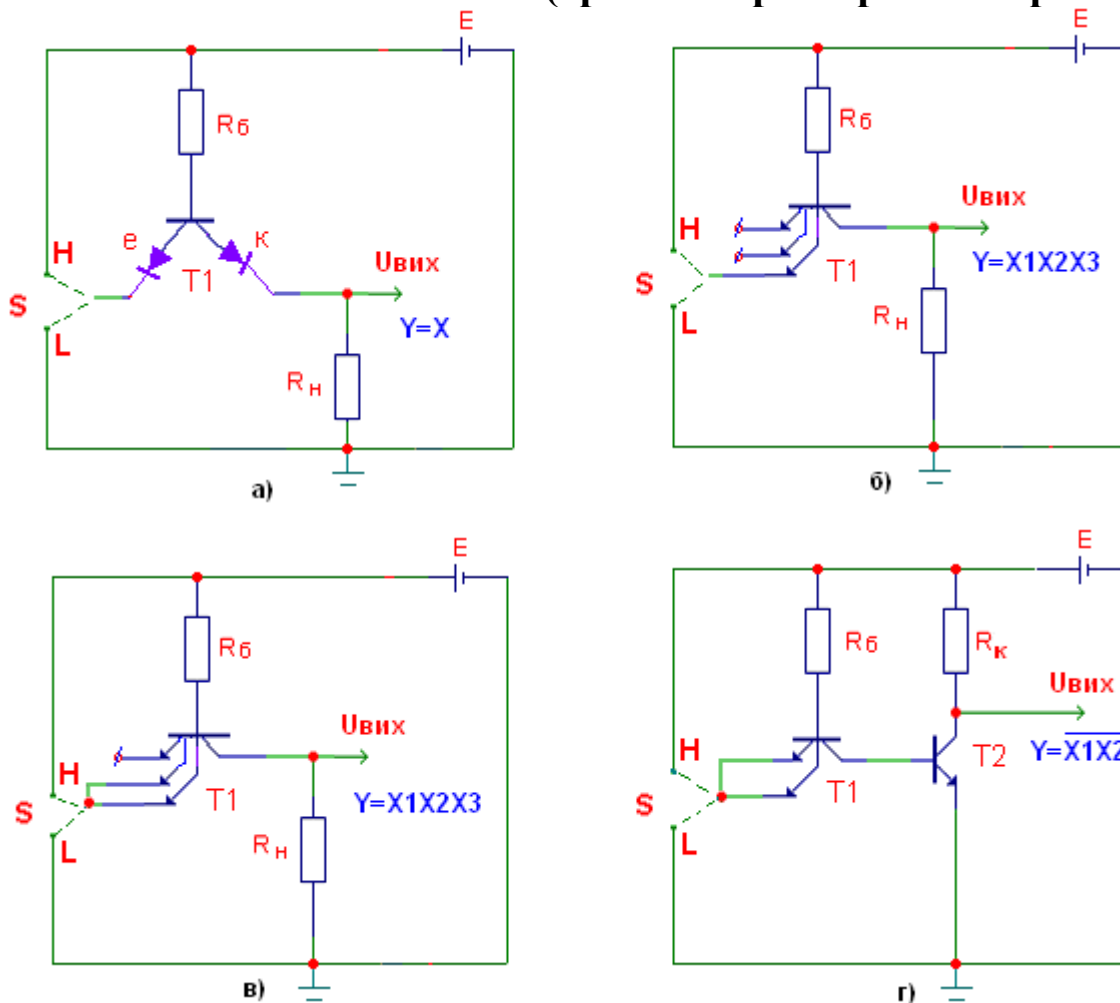 E
Rб
е
к
T1
H
S
L
Uвих
Y=X
Rн
а)
E
Rб
H
S
L
T1
Uвих
Y=X1X2X3
Rн
б)
E
Rб
H
S
L
T1
Uвих
Y=X1X2X3
Rн
в)
E
Rб
Rк
Uвих
H
S
L
T1
T2
Y=X1X2
г)